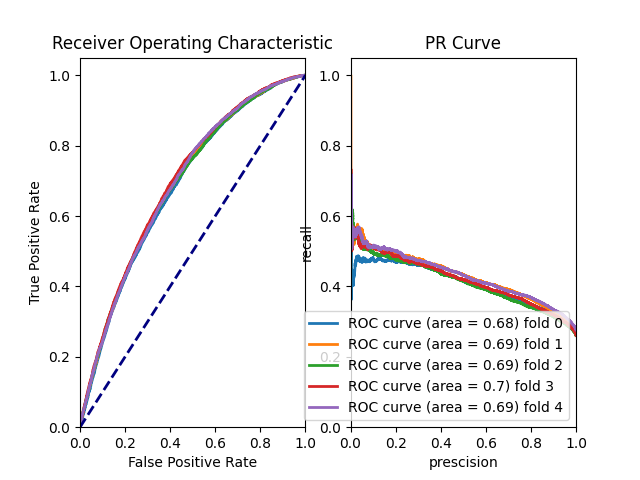 Receiver Operating Characteristic
1.0
0.8
0.6
0.4
0.2
0.0
True Positive Rate
0.0 0.2 0.4 0.6 0.8 1.0
False Positive Rate
PR Curve
1.0
0.8
0.6
0.4
0.2
0.0
recall
ROC curve (area = 0.68) fold 0
ROC curve (area = 0.69) fold 1
ROC curve (area = 0.69) fold 2
ROC curve (area = 0.7) fold 3
ROC curve (area = 0.69) fold 4
0.0 0.2 0.4 0.6 0.8 1.0
prescision